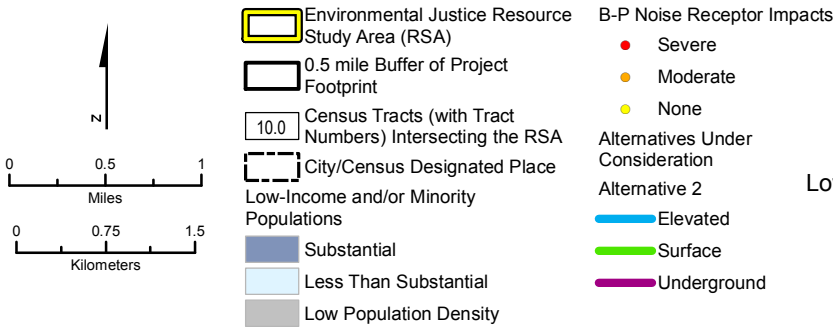 N
0 0.5 1
Miles
0 0.75 1.5
Kilometers
Environmental Justice Resource
Study Area (RSA)
0.5 mile Buffer of Project
Footprint
10.0
Census Tracts (with Tract
Numbers) Intersecting the RSA
City/Census Designated Place
Low-Income and/or Minority
Populations
Substantial
Less Than Substantial
Low Population Density
B-P Noise Receptor Impacts
Severe
Moderate
None
Alternatives Under
Consideration
Alternative 2
Elevated
Surface
Underground
Lo